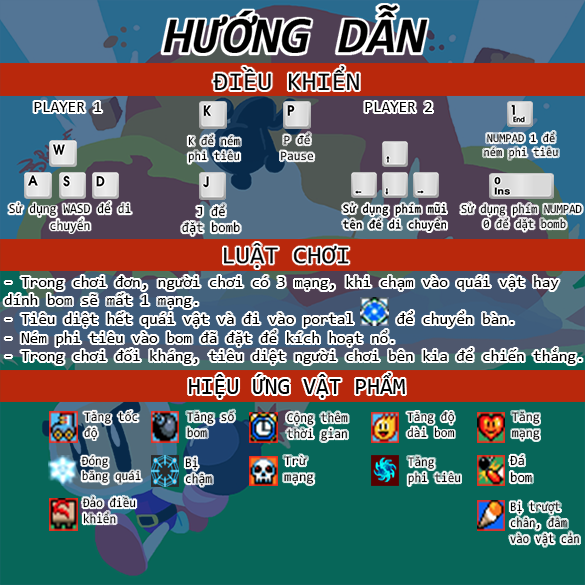 HƯỚNG DẪN
ĐIỀU KHIỂN
PLAYER 1
PLAYER 2
K
P
1
End
K để ném
phi tiêu
P để
Pause
NUMPAD 1 để
ném phi tiêu
W
A S D
J
↑
← ↓ →
0
Ins
Sử dụng WASD để di
chuyển
J để
đặt bomb
Sử dụng phím mũi
tên để di chuyển
Sử dụng phím NUMPAD
0 để đặt bomb
LUẬT CHƠI
- Trong chơi đơn, người chơi có 3 mạng, khi chạm vào quái vật hay
dính bom sẽ mất 1 mạng.
- Tiêu diệt hết quái vật và đi vào portal để chuyển bàn.
- Ném phi tiêu vào bom đã đặt để kích hoạt nổ.
- Trong chơi đối kháng, tiêu diệt người chơi bên kia để chiến thắng.
HIỆU ỨNG VẬT PHẨM
Tăng tốc
độ
Tăng số
bom
Cộng thêm
thời gian
Tăng độ
dài bom
Tăng
mạng
Đóng
băng quái
Bị
chậm
Trừ
mạng
Tăng
phi tiêu
Đá
bom
Đảo điều
khiển
Bị trượt
chân, đâm
vào vật cản